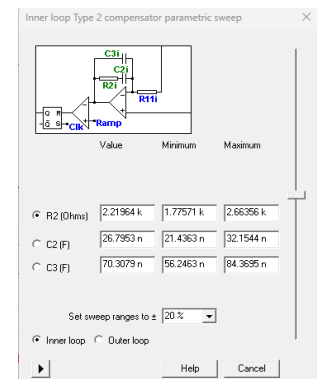 Inner loop Type 2 compensator parametric sweep
C3i
C2i
R2i
R11i
Q R
Q S
Clk
Ramp
Value Minimum Maximum
R2 (Ohms) 2.21964 k 1.77571 k 2.66356 k
C2 (F) 26.7953 n 21.4363 n 32.1544 n
C3 (F) 70.3079 n 56.2463 n 84.3695 n
Set sweep ranges to ± 20 %
Inner loop Outer loop
Help Cancel